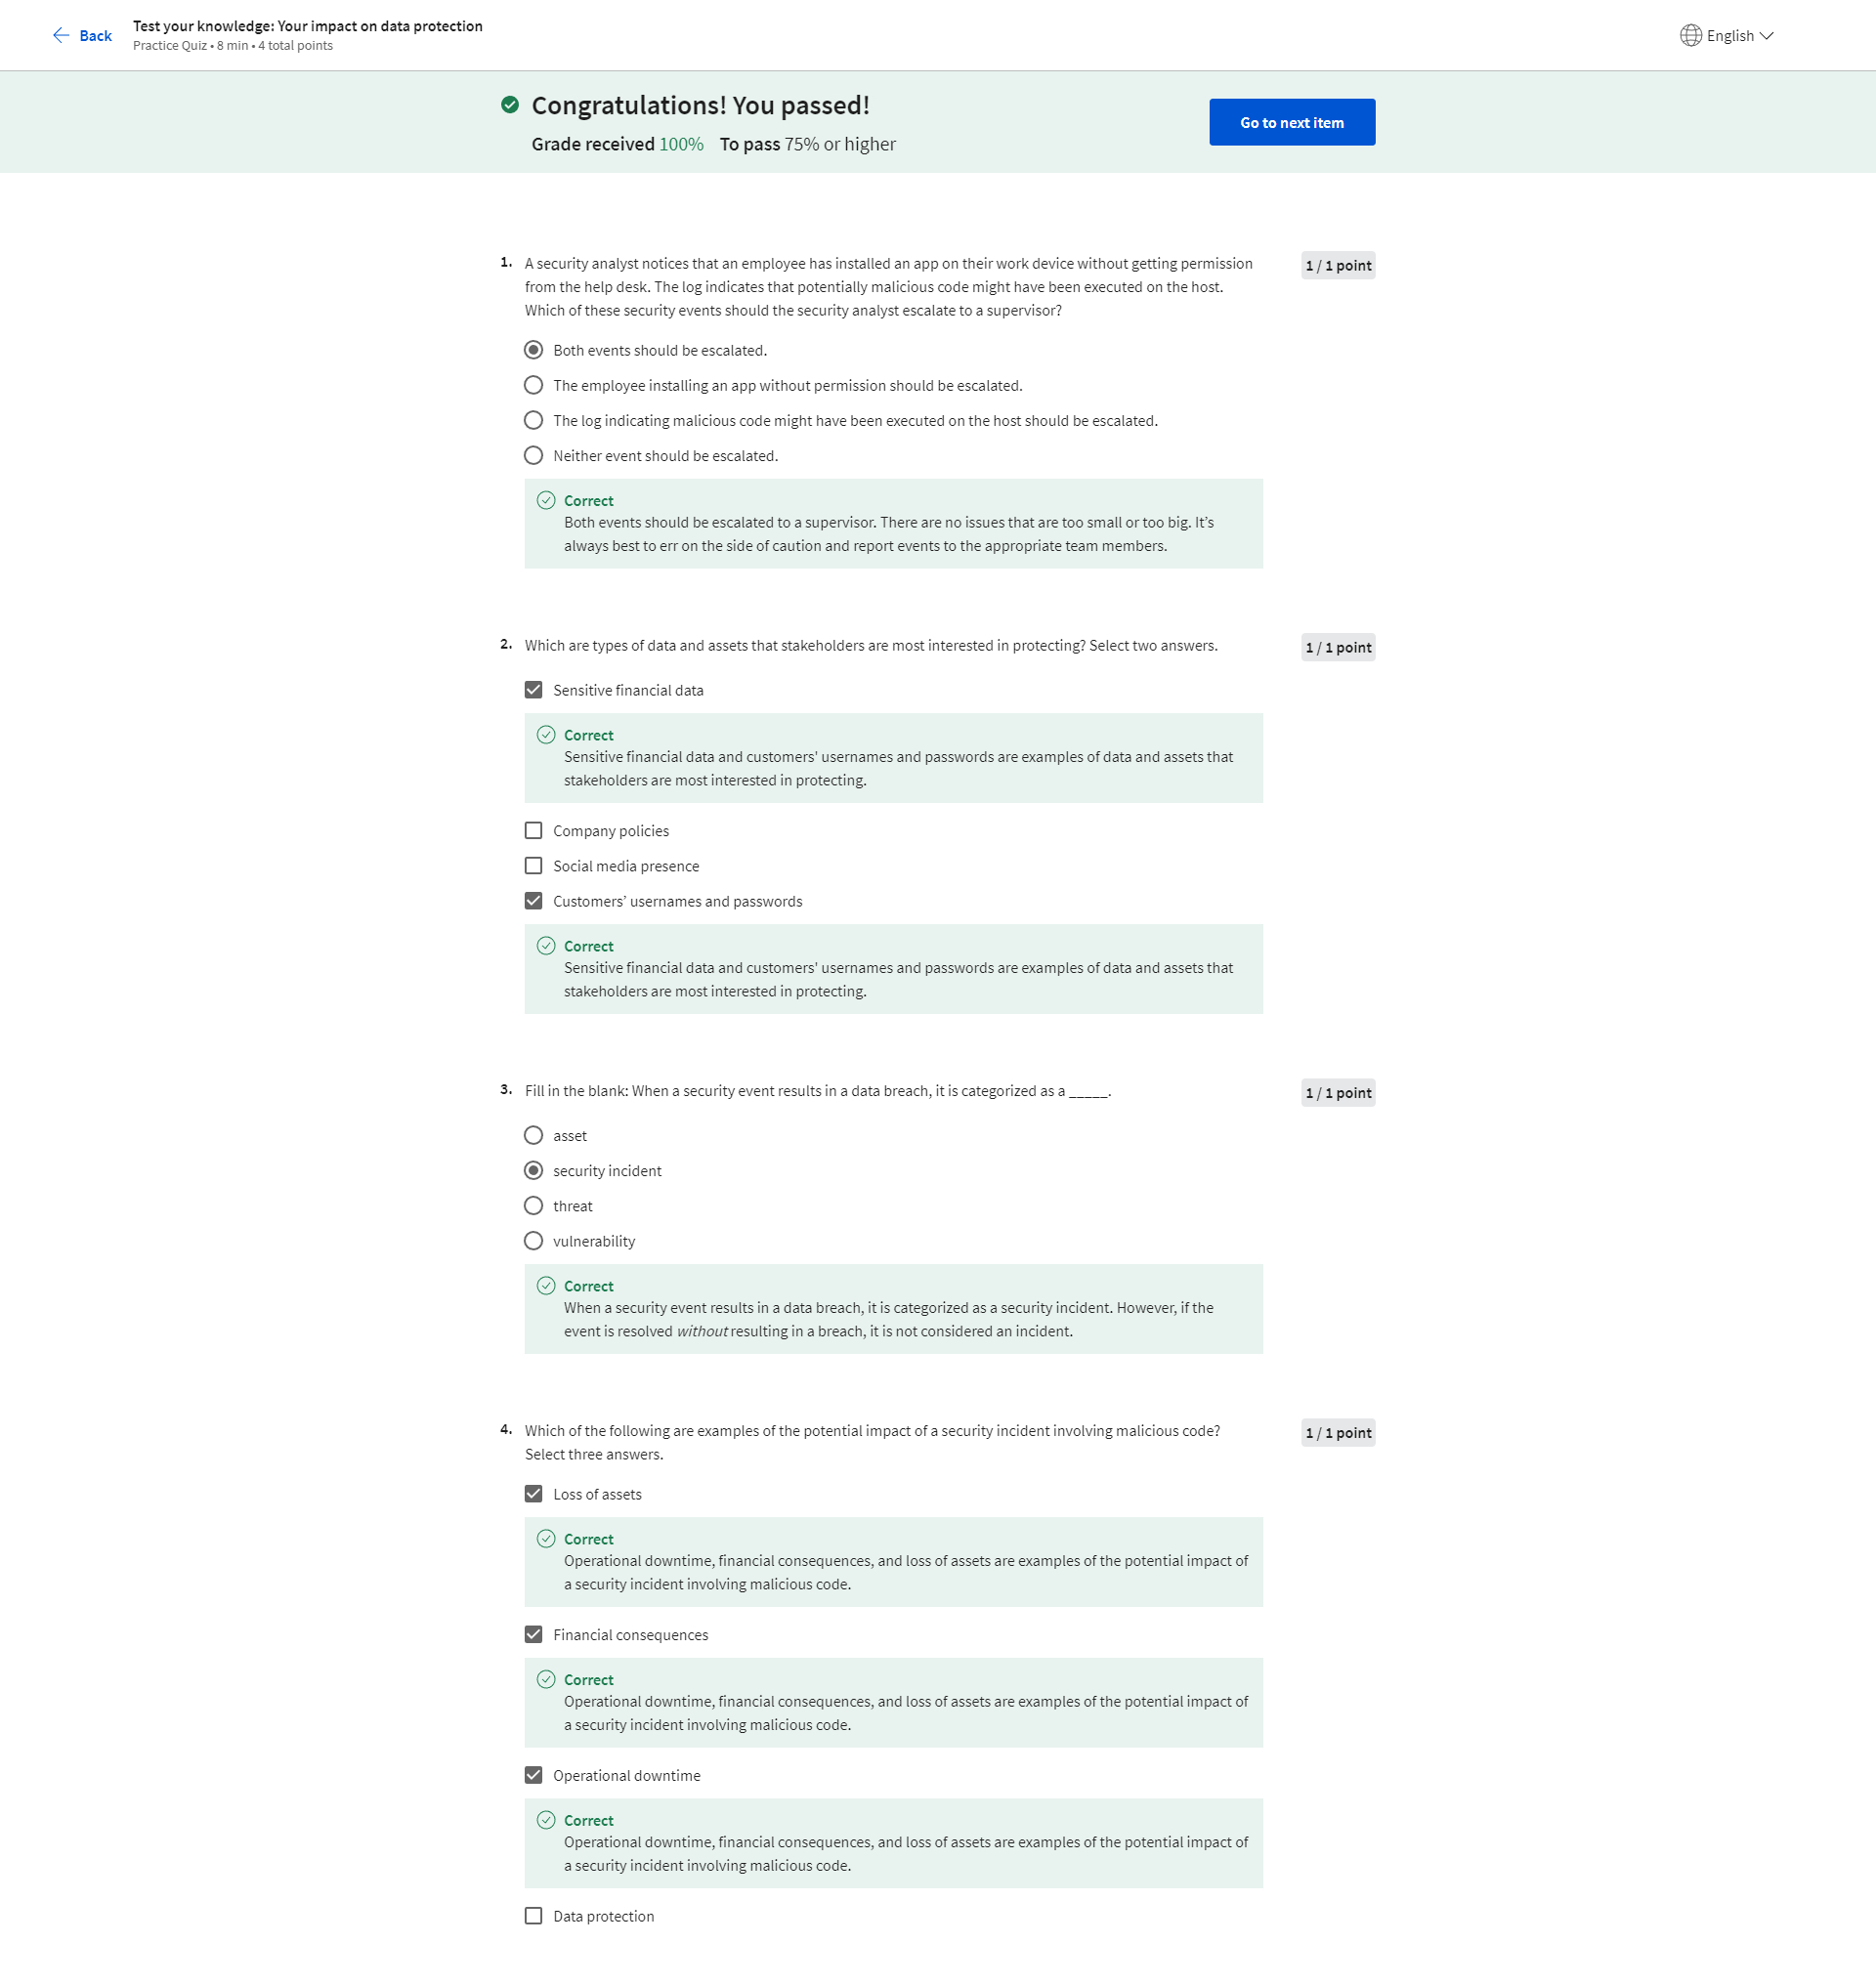 Back
Test your knowledge: Your impact on data protection
Practice Quiz • 8 min • 4 total points
English
Congratulations! You passed!
Grade received 100% To pass 75% or higher
Go to next item
1. A security analyst notices that an employee has installed an app on their work device without getting permission
from the help desk. The log indicates that potentially malicious code might have been executed on the host.
Which of these security events should the security analyst escalate to a supervisor?
1 / 1 point
Both events should be escalated.
The employee installing an app without permission should be escalated.
The log indicating malicious code might have been executed on the host should be escalated.
Neither event should be escalated.
Correct
Both events should be escalated to a supervisor. There are no issues that are too small or too big. It’s
always best to err on the side of caution and report events to the appropriate team members.
2. Which are types of data and assets that stakeholders are most interested in protecting? Select two answers.
1 / 1 point
Sensitive financial data
Correct
Sensitive financial data and customers' usernames and passwords are examples of data and assets that
stakeholders are most interested in protecting.
Company policies
Social media presence
Customers’ usernames and passwords
Correct
Sensitive financial data and customers' usernames and passwords are examples of data and assets that
stakeholders are most interested in protecting.
3. Fill in the blank: When a security event results in a data breach, it is categorized as a _____.
1 / 1 point
asset
security incident
threat
vulnerability
Correct
When a security event results in a data breach, it is categorized as a security incident. However, if the
event is resolved without resulting in a breach, it is not considered an incident.
4. Which of the following are examples of the potential impact of a security incident involving malicious code?
Select three answers.
1 / 1 point
Loss of assets
Correct
Operational downtime, financial consequences, and loss of assets are examples of the potential impact of
a security incident involving malicious code.
Financial consequences
Correct
Operational downtime, financial consequences, and loss of assets are examples of the potential impact of
a security incident involving malicious code.
Operational downtime
Correct
Operational downtime, financial consequences, and loss of assets are examples of the potential impact of
a security incident involving malicious code.
Data protection